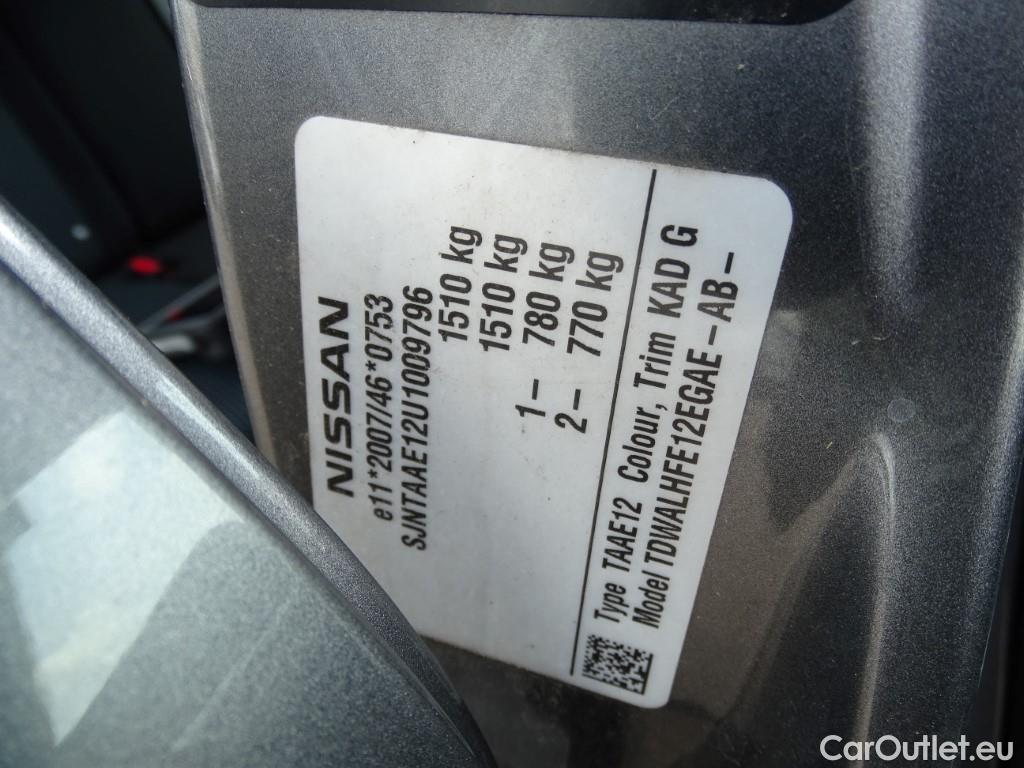 NISSAN
e11*2007/46*0753
SJNTAAE12U1009796
1510 kg
1510 kg
1– 780 kg
2– 770 kg
Type TAAE12 Colour, Trim KAD G
Model TDWALHFE12EGAE–AB–
CarOutlet.eu